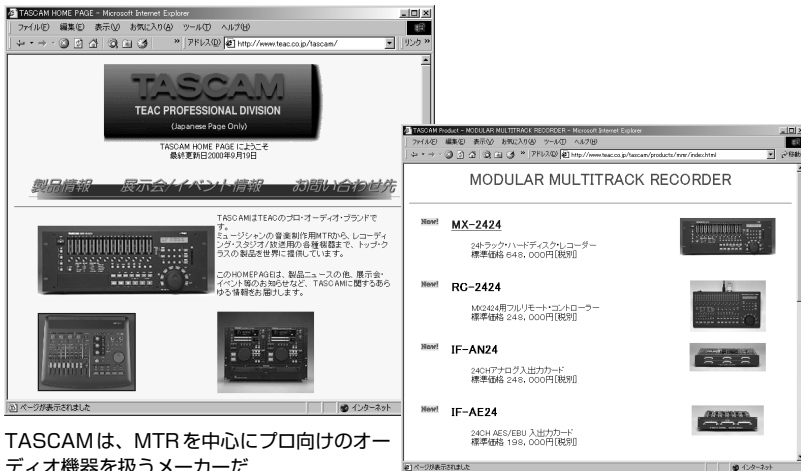 TASCAM HOME PAGE - Microsoft Internet Explorer
ファイル(F) 編集(E) 表示(V) お気に入り(A) ツール(T) ヘルプ(H)
アドレス(D) http://www.teac.co.jp/tascam/ リンク »
TASCAM
TEAC PROFESSIONAL DIVISION
(Japanese Page Only)
TASCAM HOME PAGE にようこそ
最終更新日2000年9月19日
製品情報 展示会/イベント情報 お問い合わせ先
TASCAMはTEACのプロ・オーディオ・ブランドで
す。
ミュージシャンの音楽制作用MTRから、レコーディ
ング・スタジオ/放送用の各種機器まで、トップ・ク
ラスの製品を世界に提供しています。
このHOMEPAGEは、製品ニュースの他、展示会・
イベント等のお知らせなど、TASCAMに関するあら
ゆる情報をお届けします。
ページが表示されました インターネット
TASCAM Product - MODULAR MULTITRACK RECORDER - Microsoft Internet Explorer
ファイル(F) 編集(E) 表示(V) お気に入り(A) ツール(T) ヘルプ(H)
アドレス(D) http://www.teac.co.jp/tascam/products/mmr/index.html 移動
MODULAR MULTITRACK RECORDER
New! MX-2424
24トラック・ハードディスク・レコーダー
標準価格 648,000円[税別]
New! RC-2424
MX2424用フルリモート・コントローラー
標準価格 248,000円[税別]
New! IF-AN24
24CHアナログ入出力カード
標準価格 248,000円[税別]
New! IF-AE24
24CH AES/EBU 入出力カード
標準価格 198,000円[税別]
ページが表示されました インターネット
TASCAMは、MTRを中心にプロ向けのオー
ディオ機器を扱うメーカーだ